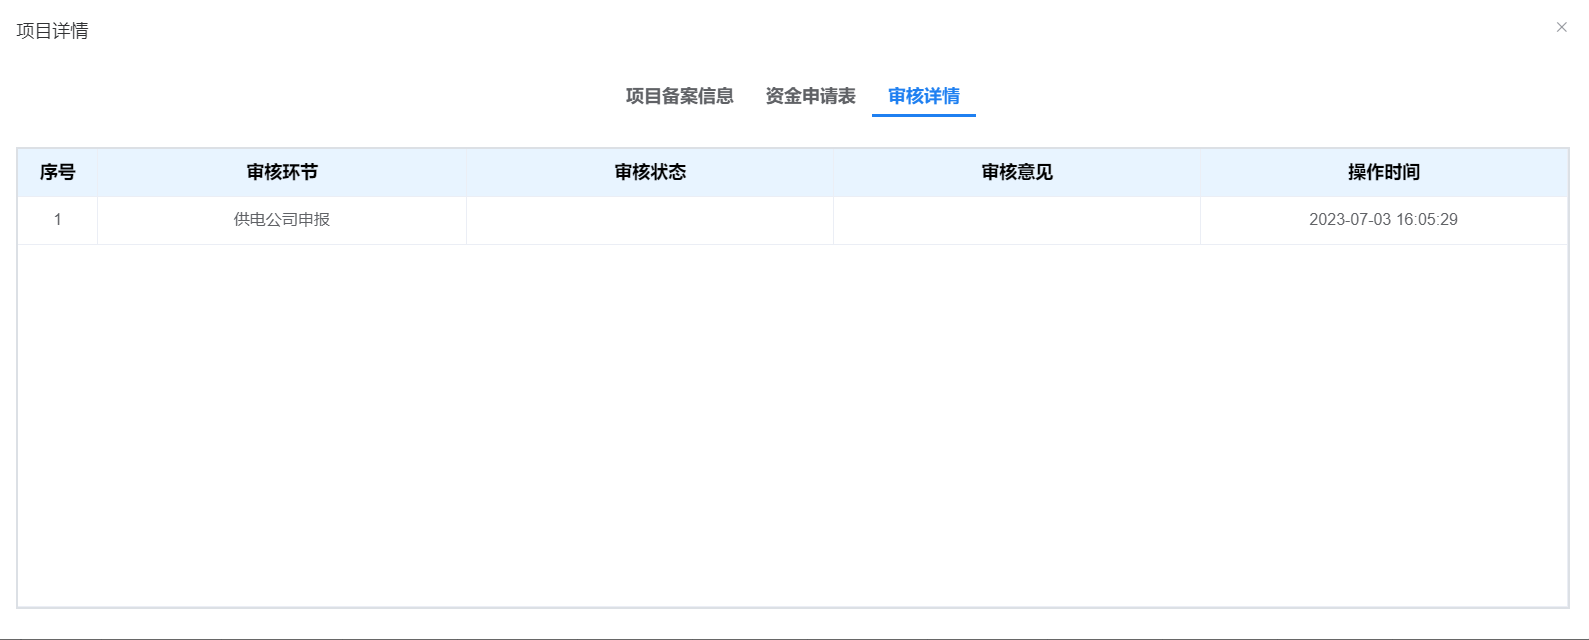 项目详情
项目备案信息 资金申请表 审核详情
序号 审核环节 审核状态 审核意见 操作时间
1 供电公司申报 2023-07-03 16:05:29